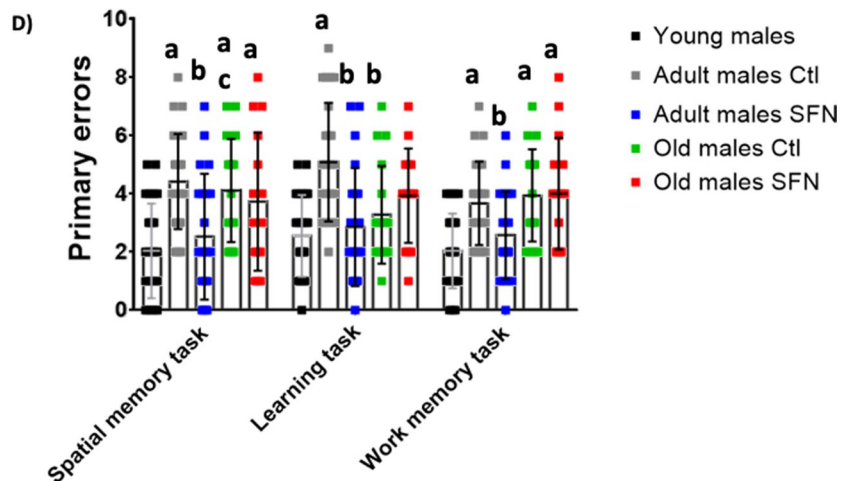 D)
Primary errors
10
8
6
4
2
0
a b a c a
a b b
a b a a
Spatial memory task
Learning task
Work memory task
Young males
Adult males Ctl
Adult males SFN
Old males Ctl
Old males SFN